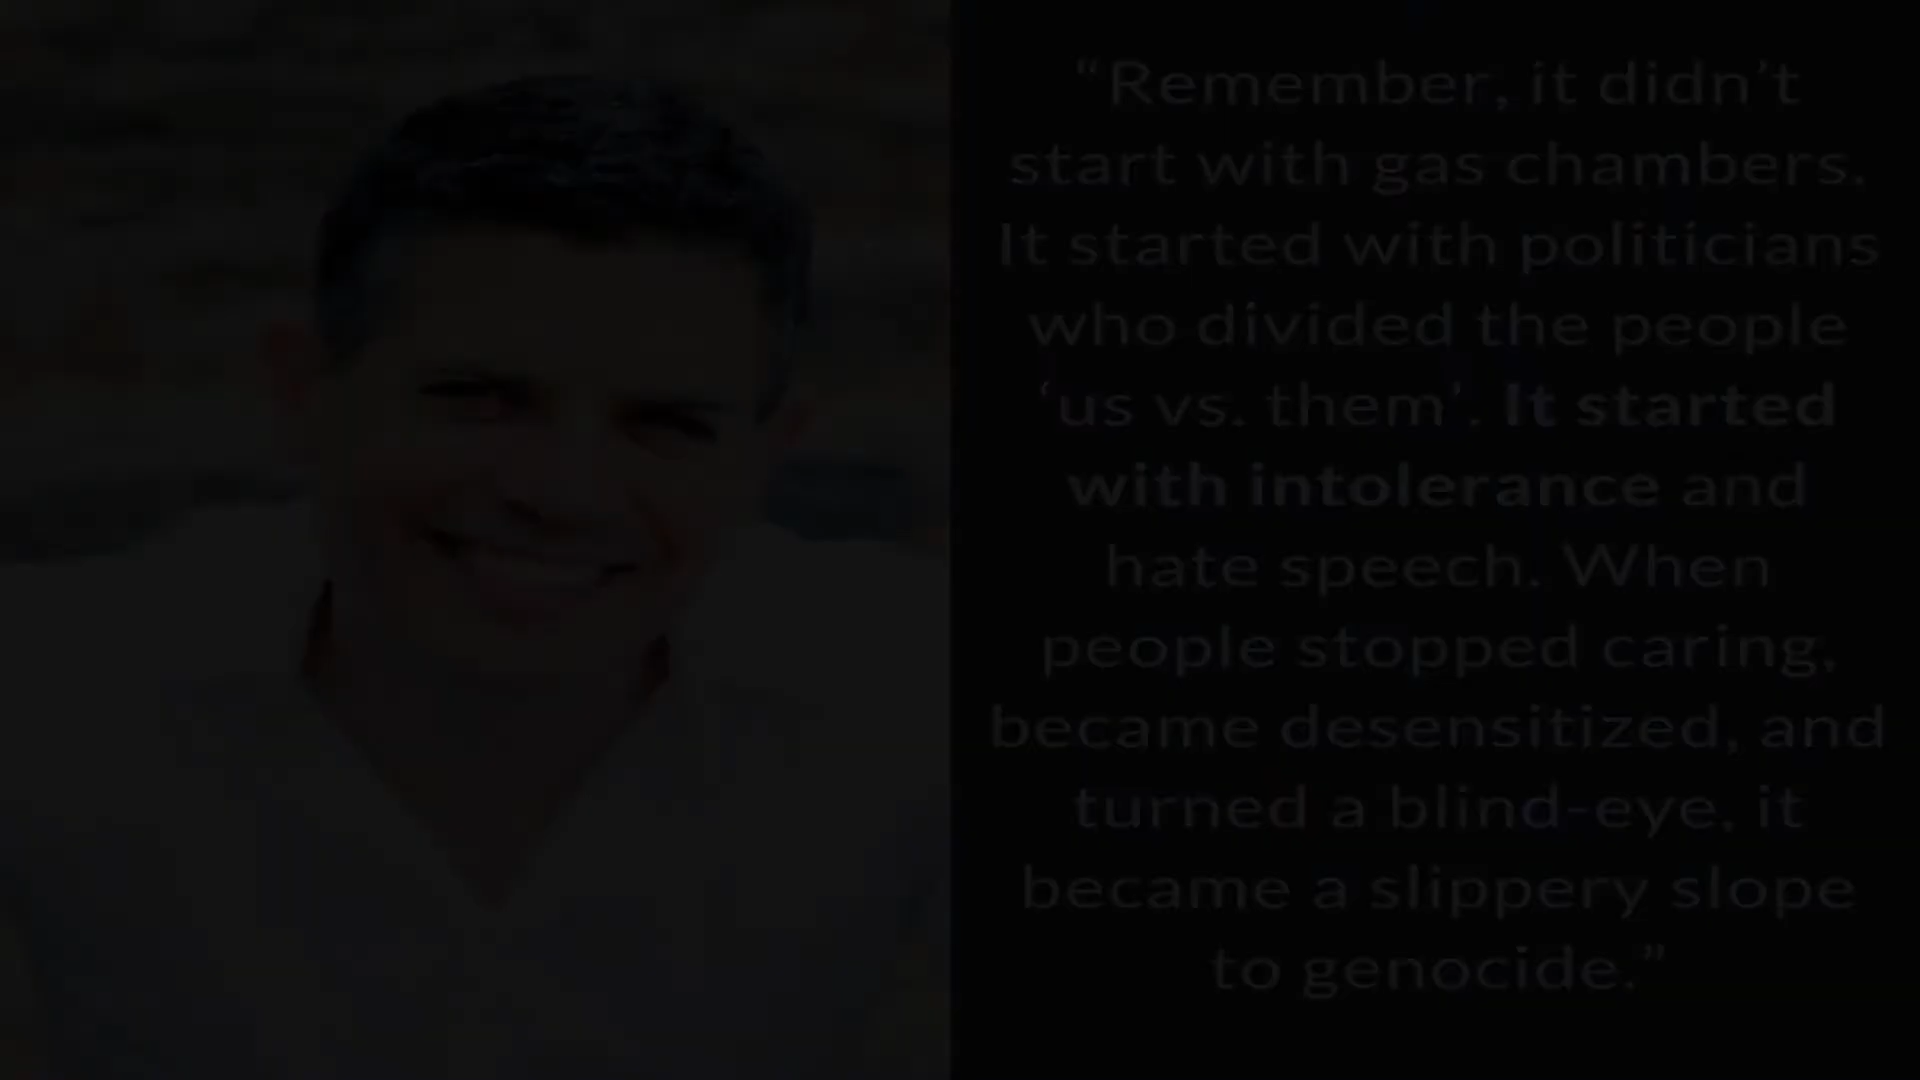 “Remember, it didn’t
start with gas chambers.
It started with politicians
who divided the people
‘us vs. them’. It started
with intolerance and
hate speech. When
people stopped caring,
became desensitized, and
turned a blind-eye, it
became a slippery slope
to genocide.”